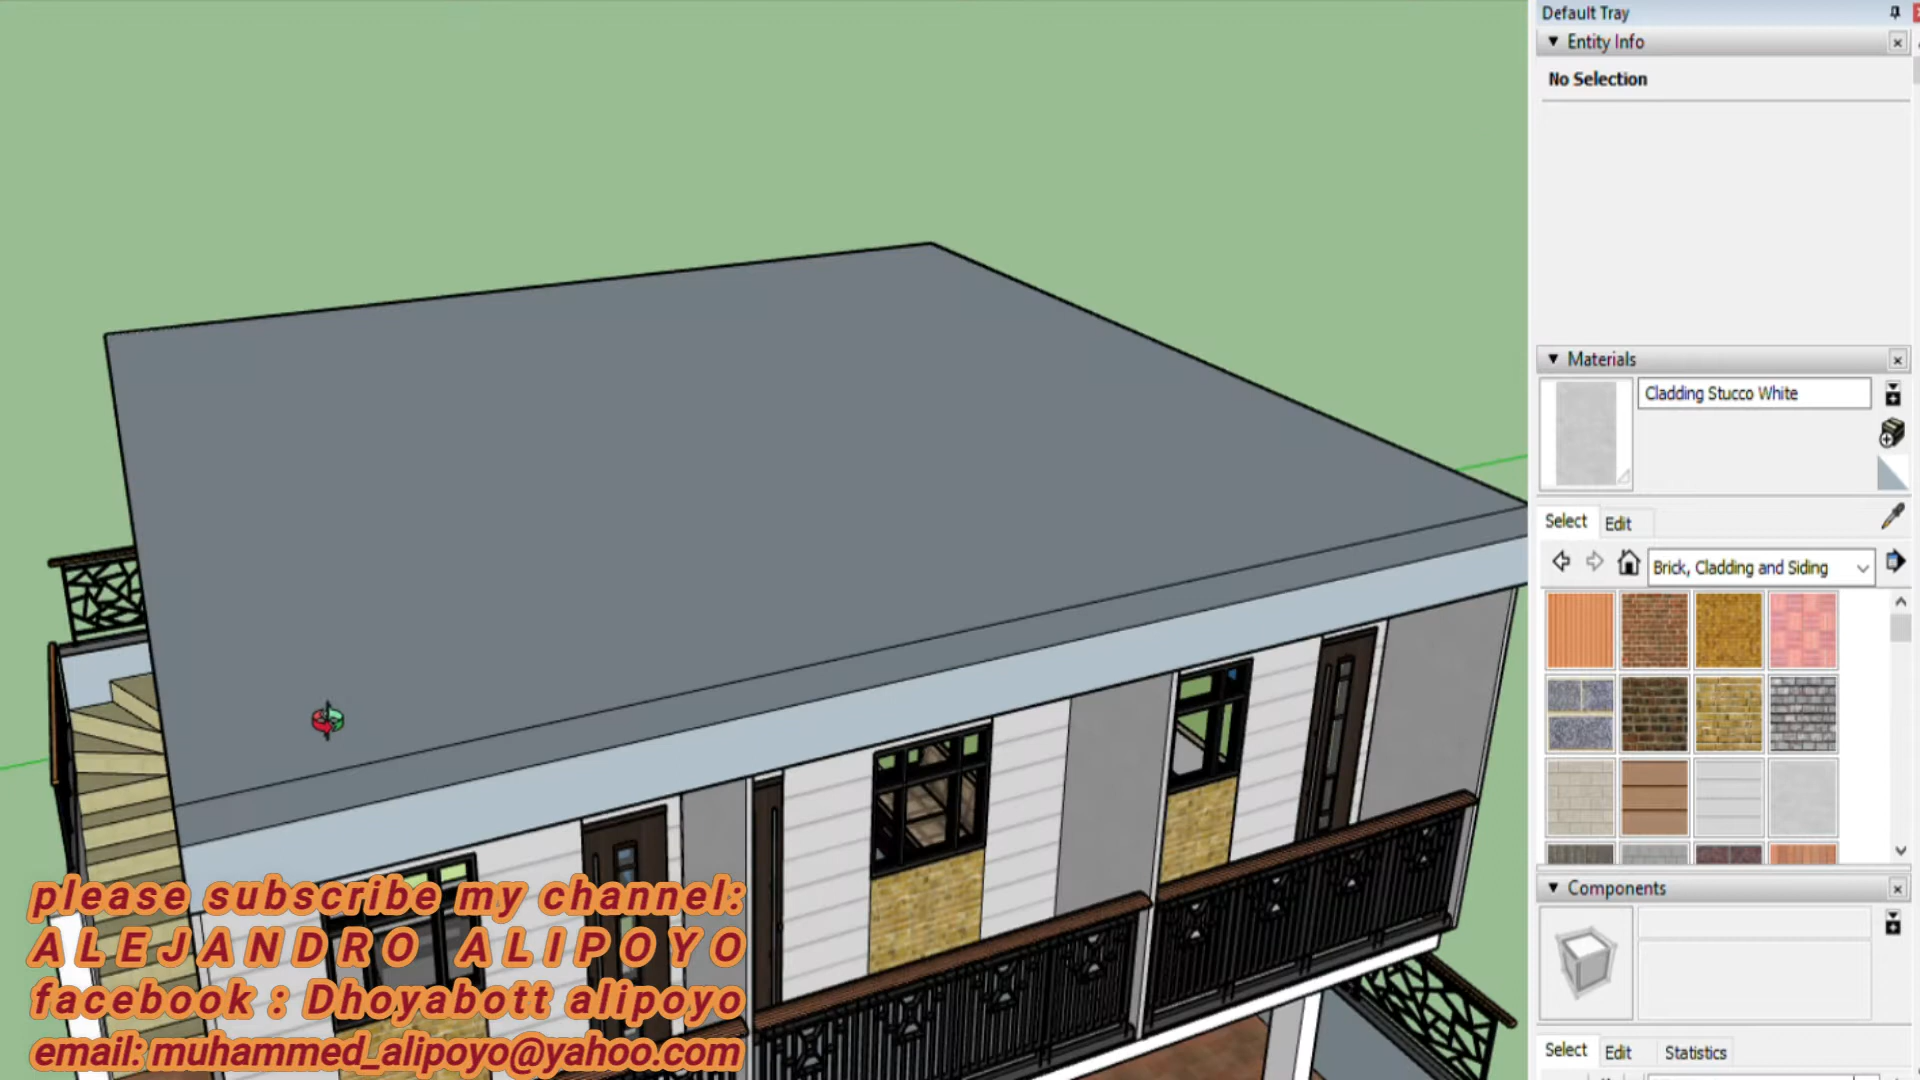 Default Tray
Entity Info
No Selection
Materials
Cladding Stucco White
Select Edit
Brick, Cladding and Siding
Components
Select Edit Statistics
please subscribe my channel:
ALEJANDRO ALIPOYO
facebook : Dhoyabott alipoyo
email: muhammed_alipoyo@yahoo.com